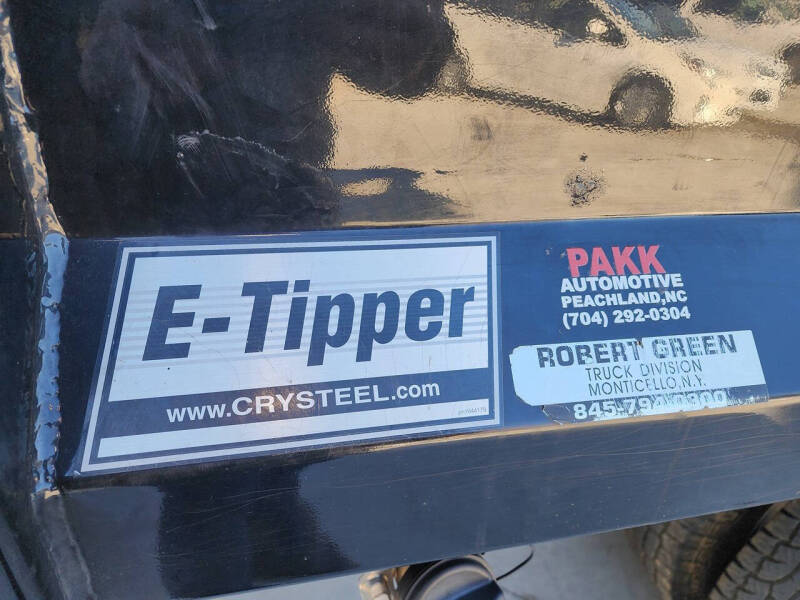 E-Tipper
www.CRYSTEEL.com
PAKK
AUTOMOTIVE
PEACHLAND,NC
(704) 292-0304
ROBERT GREEN
TRUCK DIVISION
MONTICELLO, N.Y.